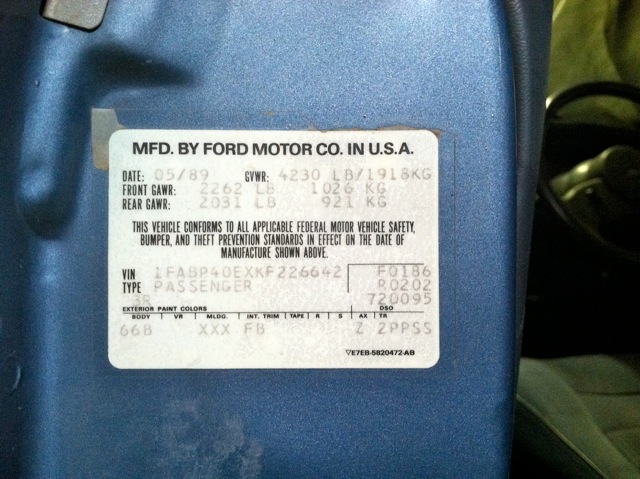 MFD. BY FORD MOTOR CO. IN U.S.A.
DATE: 05/89 GVWR: 4230 LB/1918KG
FRONT GAWR: 2262 LB 1026 KG
REAR GAWR: 2031 LB 921 KG
THIS VEHICLE CONFORMS TO ALL APPLICABLE FEDERAL MOTOR VEHICLE SAFETY,
BUMPER, AND THEFT PREVENTION STANDARDS IN EFFECT ON THE DATE OF
MANUFACTURE SHOWN ABOVE.
VIN 1FABP40EXKF226642 F0186
TYPE PASSENGER R0202
3R 720095
EXTERIOR PAINT COLORS DSO
BODY VR MLDG. INT. TRIM TAPE R S AX TR
66B XXX FB Z 2PPSS
▽E7EB-5820472-AB